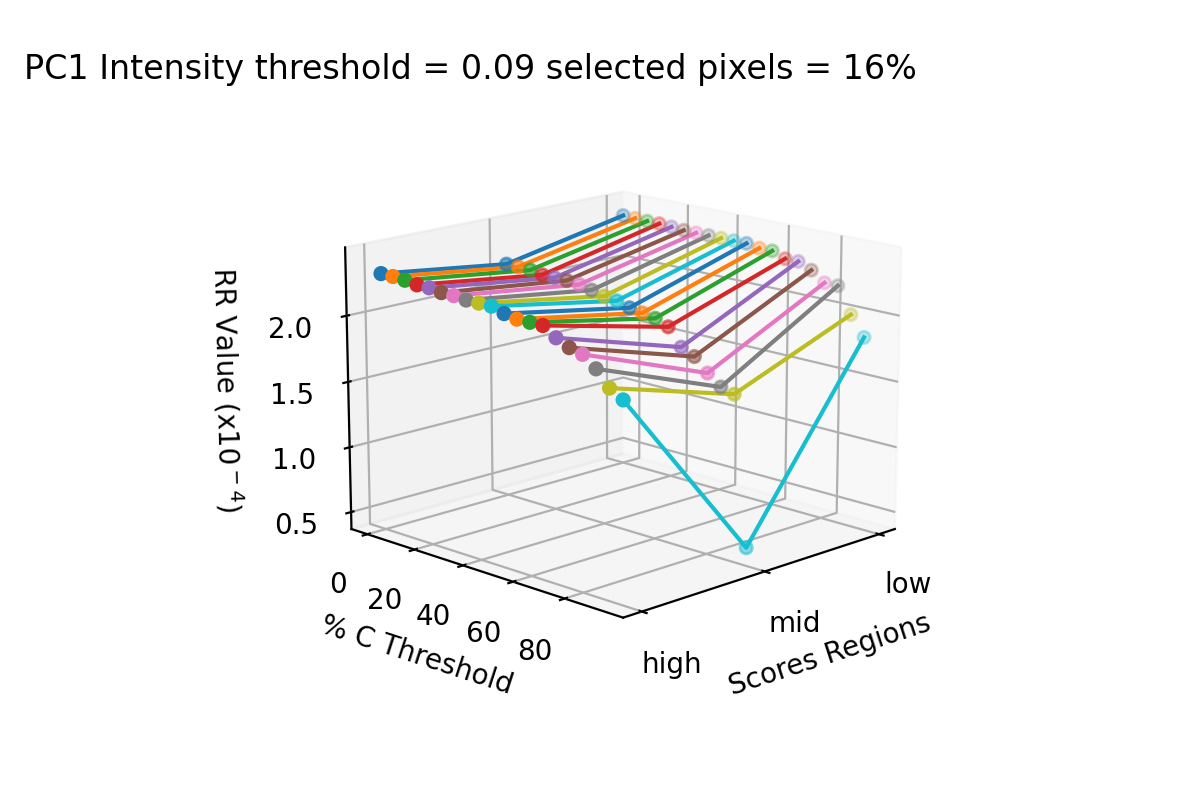 PC1 Intensity threshold = 0.09 selected pixels = 16%
RR Value (x10⁻⁴)
2.0
1.5
1.0
0.5
0
20
40
60
80
% C Threshold
high
mid
low
Scores Regions